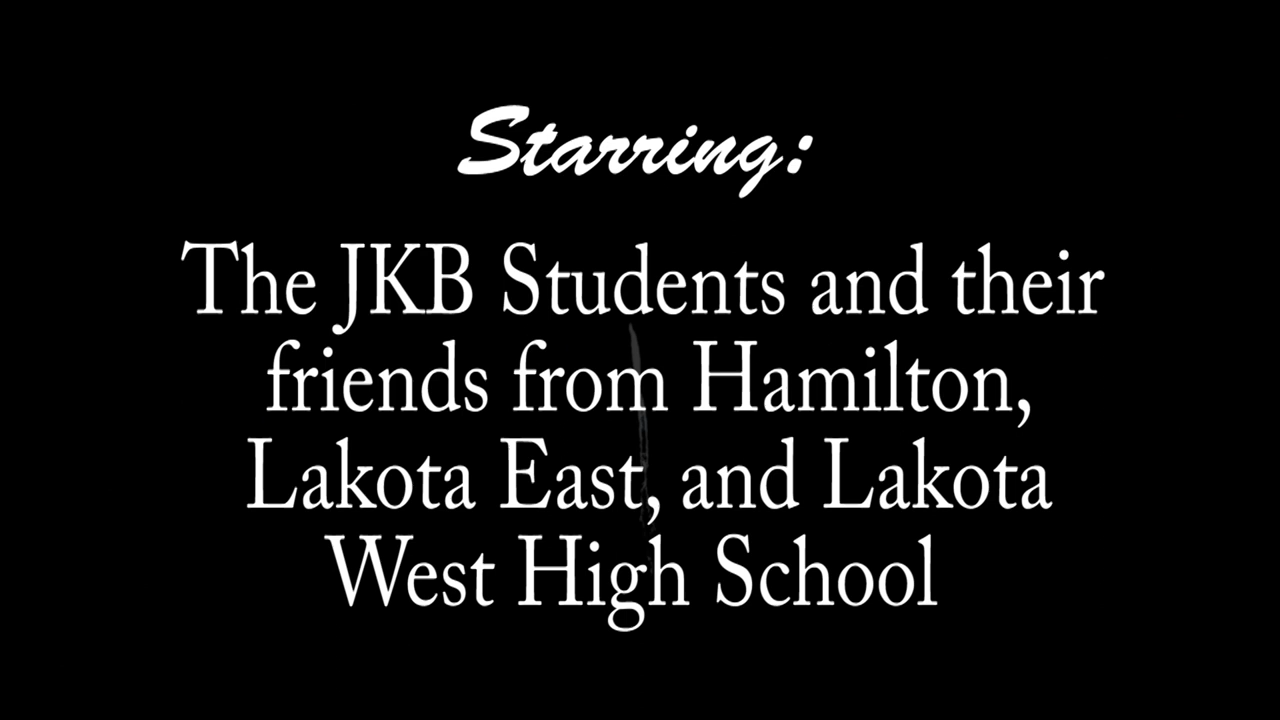 Starring:
The JKB Students and their
friends from Hamilton,
Lakota East, and Lakota
West High School